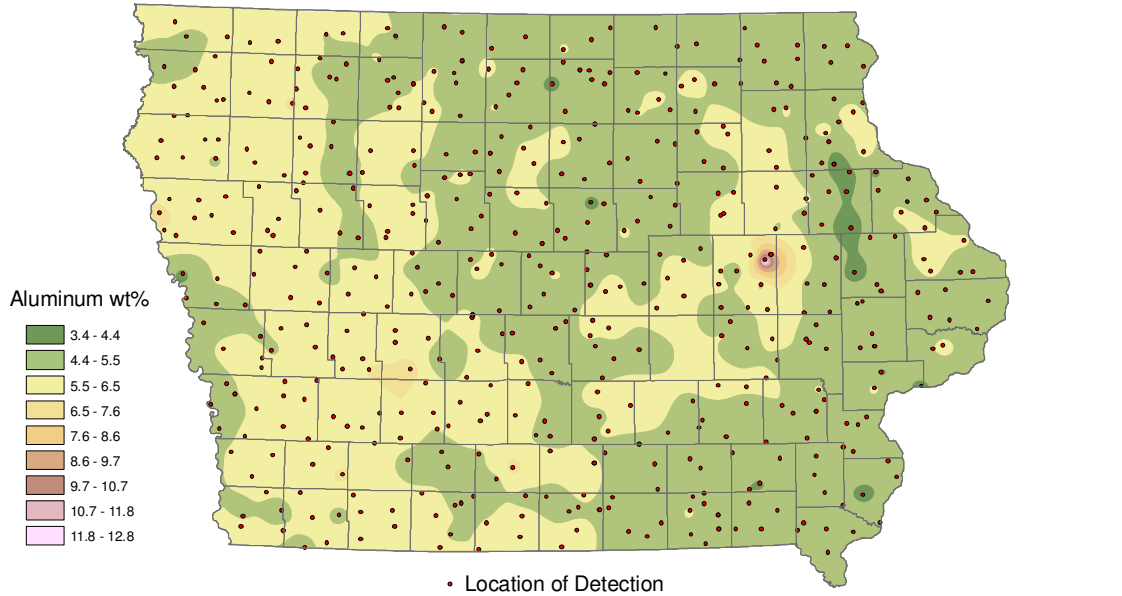 Aluminum wt%
3.4 - 4.4
4.4 - 5.5
5.5 - 6.5
6.5 - 7.6
7.6 - 8.6
8.6 - 9.7
9.7 - 10.7
10.7 - 11.8
11.8 - 12.8
Location of Detection